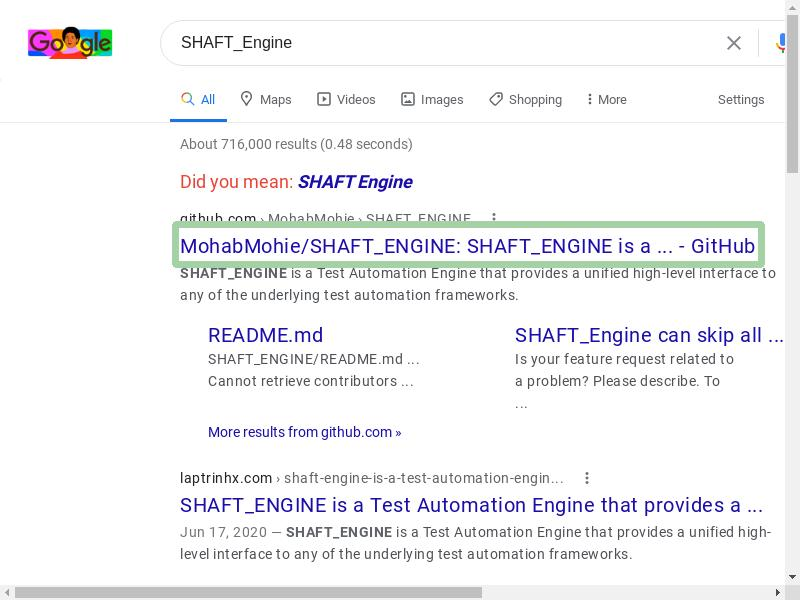 Google
SHAFT_Engine
All
Maps
Videos
Images
Shopping
More
Settings
About 716,000 results (0.48 seconds)
Did you mean: SHAFT Engine
github.com › MohabMohie › SHAFT_ENGINE
MohabMohie/SHAFT_ENGINE: SHAFT_ENGINE is a ... - GitHub
SHAFT_ENGINE is a Test Automation Engine that provides a unified high-level interface to
any of the underlying test automation frameworks.
README.md
SHAFT_ENGINE/README.md ...
Cannot retrieve contributors ...
SHAFT_Engine can skip all ...
Is your feature request related to
a problem? Please describe. To
...
More results from github.com »
laptrinhx.com › shaft-engine-is-a-test-automation-engin...
SHAFT_ENGINE is a Test Automation Engine that provides a ...
Jun 17, 2020 — SHAFT_ENGINE is a Test Automation Engine that provides a unified high-
level interface to any of the underlying test automation frameworks.